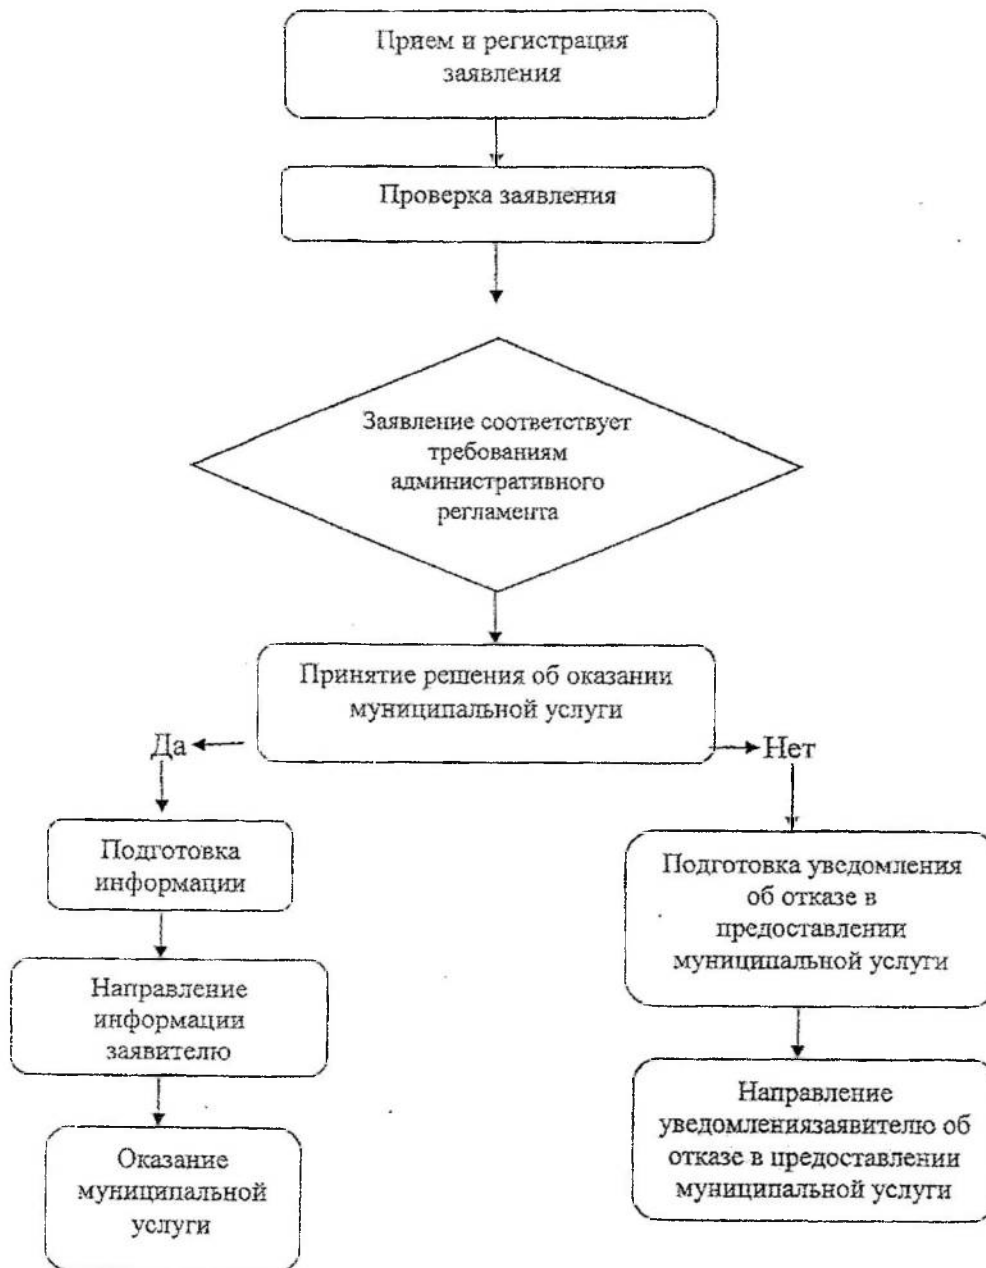 Прием и регистрация
заявления
Проверка заявления
Заявление соответствует
требованиям
административного
регламента
Принятие решения об оказании
муниципальной услуги
Да
Нет
Подготовка
информации
Направление
информации
заявителю
Оказание
муниципальной
услуги
Подготовка уведомления
об отказе в
предоставлении
муниципальной услуги
Направление
уведомлениязаявителю об
отказе в предоставлении
муниципальной услуги